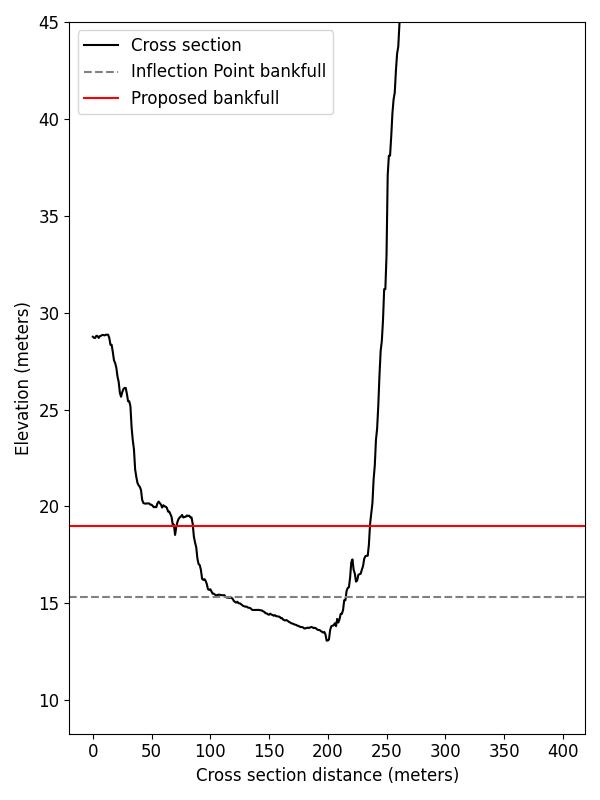 Cross section
Inflection Point bankfull
Proposed bankfull
45
40
35
30
25
20
15
10
Elevation (meters)
0 50 100 150 200 250 300 350 400
Cross section distance (meters)